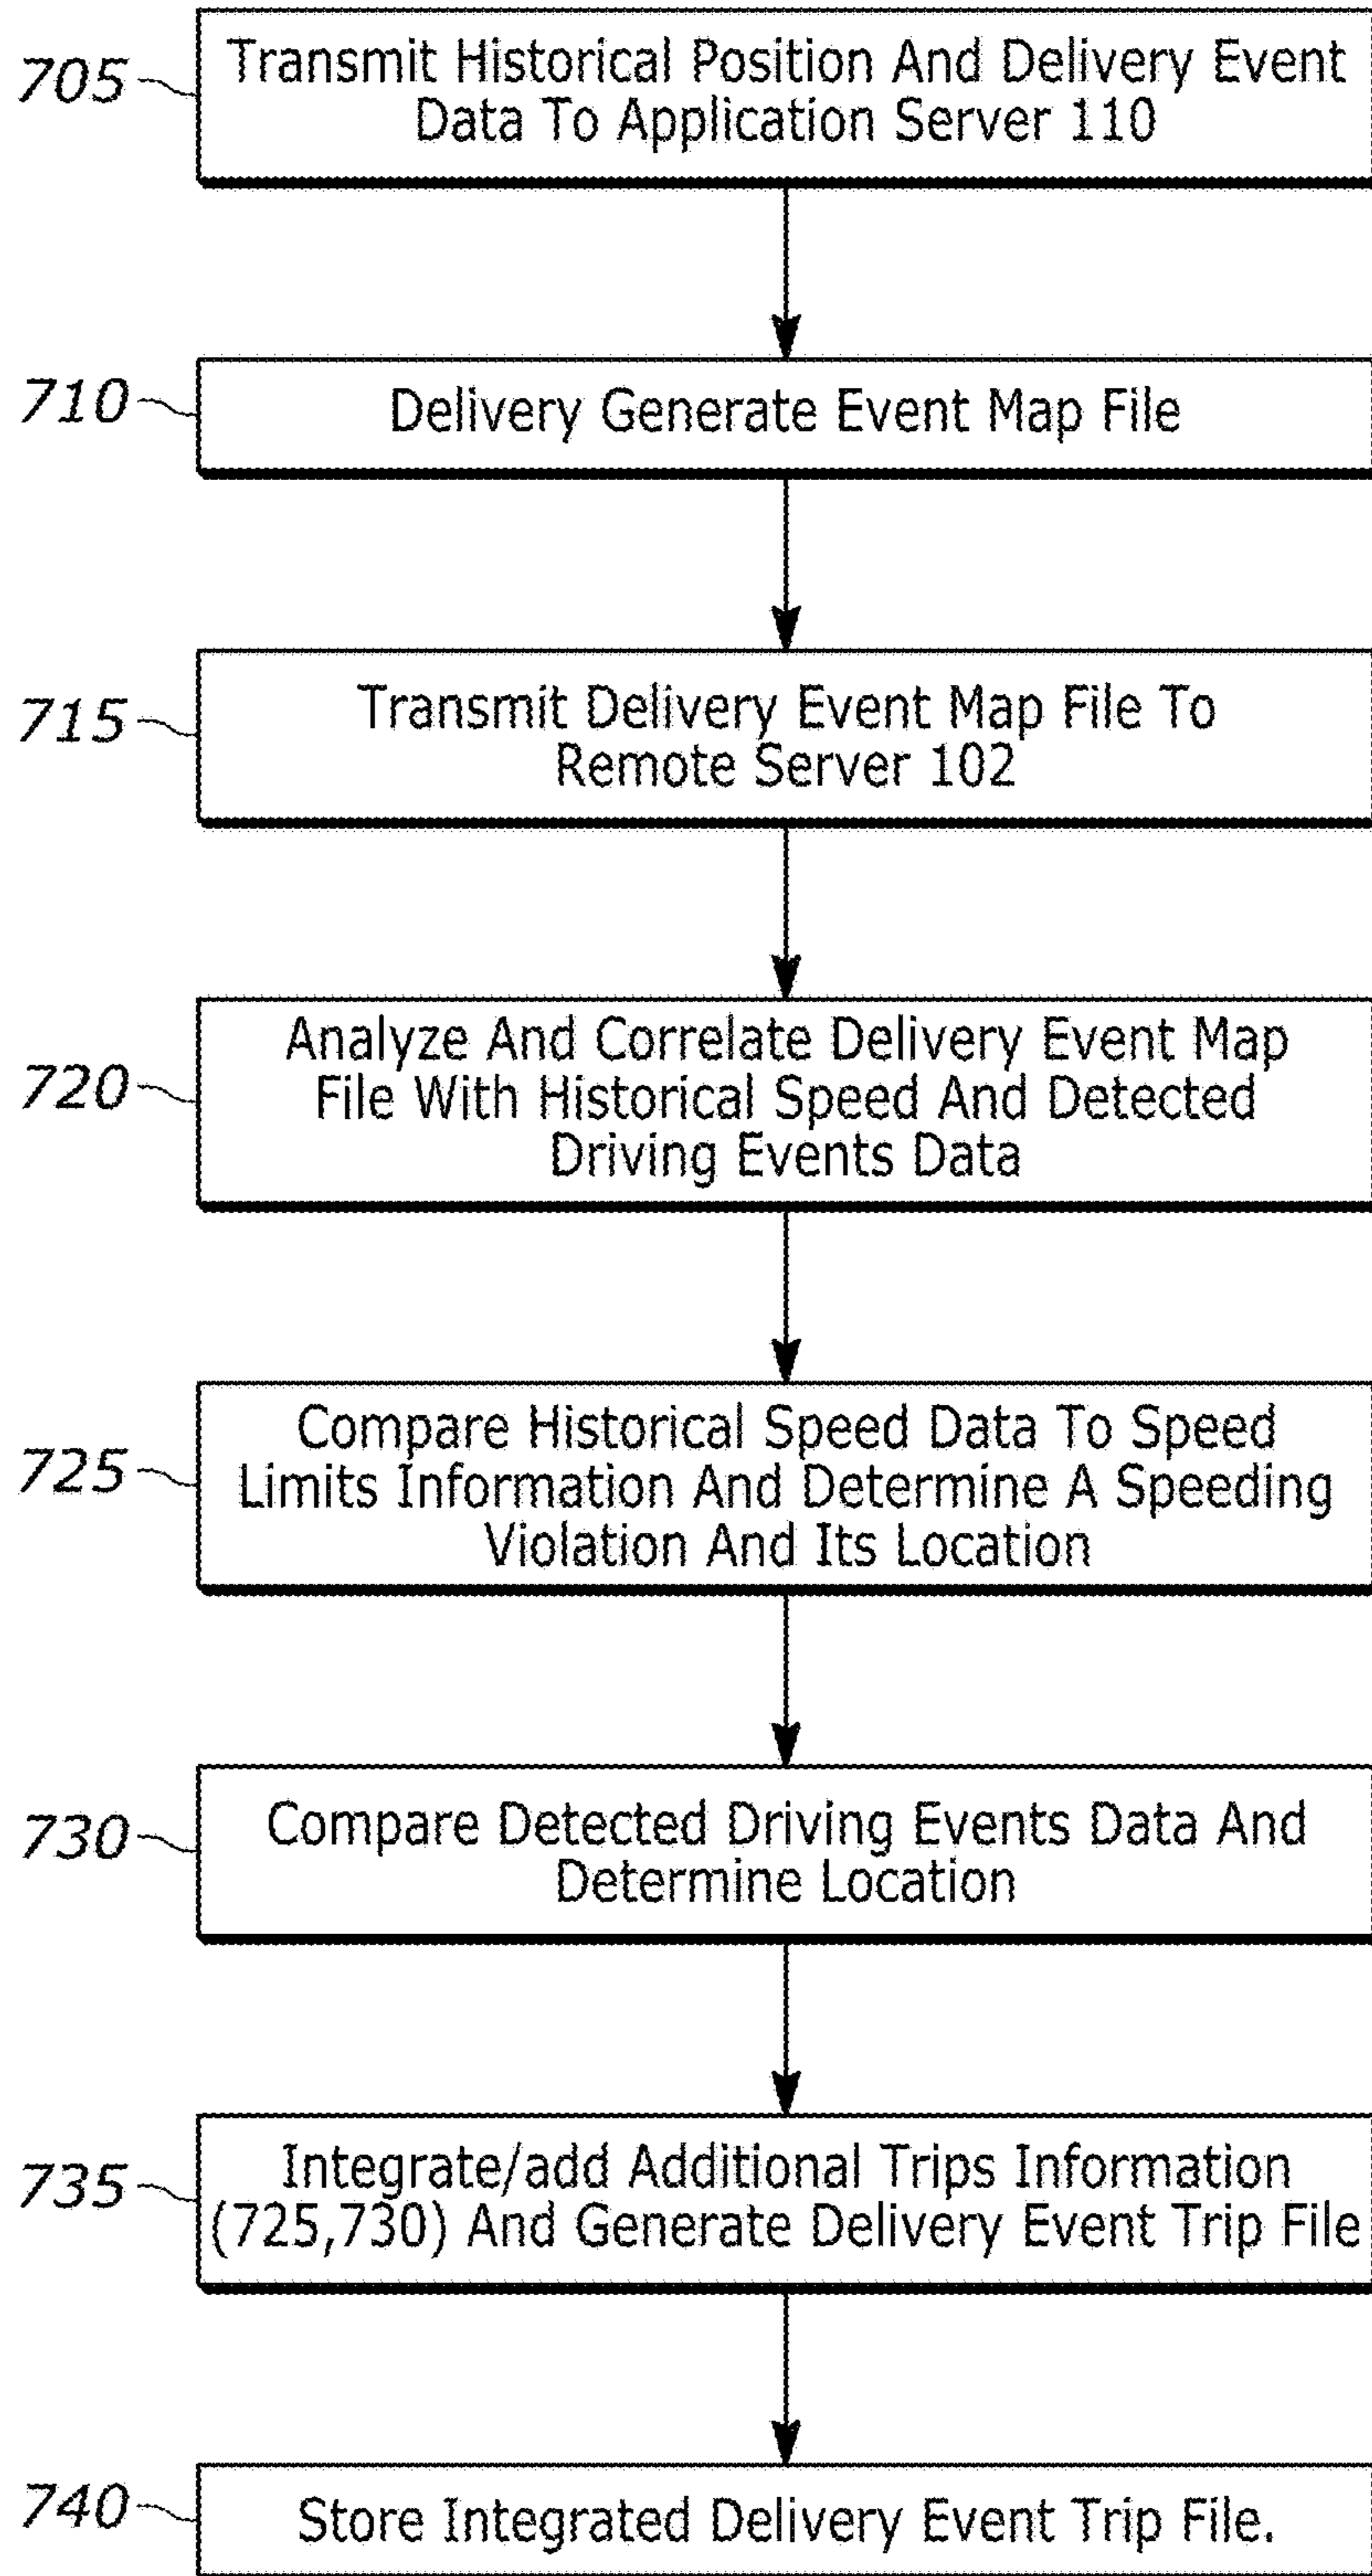 705
Transmit Historical Position And Delivery Event
Data To Application Server 110
710
Delivery Generate Event Map File
715
Transmit Delivery Event Map File To
Remote Server 102
720
Analyze And Correlate Delivery Event Map
File With Historical Speed And Detected
Driving Events Data
725
Compare Historical Speed Data To Speed
Limits Information And Determine A Speeding
Violation And Its Location
730
Compare Detected Driving Events Data And
Determine Location
735
Integrate/add Additional Trips Information
(725,730) And Generate Delivery Event Trip File
740
Store Integrated Delivery Event Trip File.